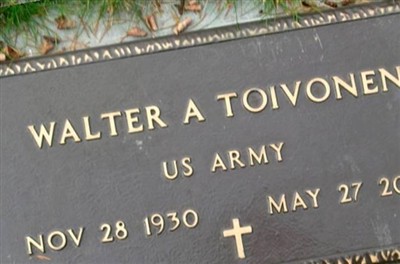 WALTER A TOIVONEN
US ARMY
NOV 28 1930 MAY 27